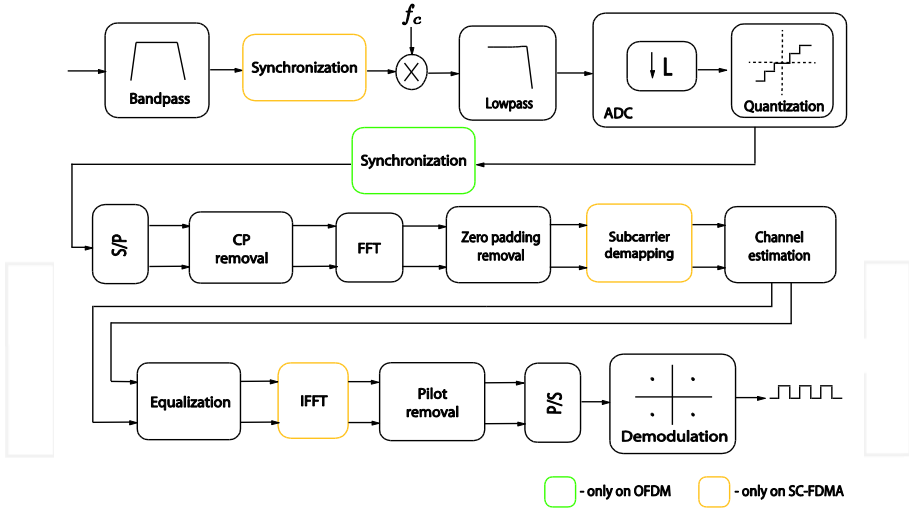 f_c
Bandpass
Synchronization
Lowpass
L
ADC
Quantization
Synchronization
S/P
CP
removal
FFT
Zero padding
removal
Subcarrier
demapping
Channel
estimation
Equalization
IFFT
Pilot
removal
P/S
Demodulation
- only on OFDM
- only on SC-FDMA